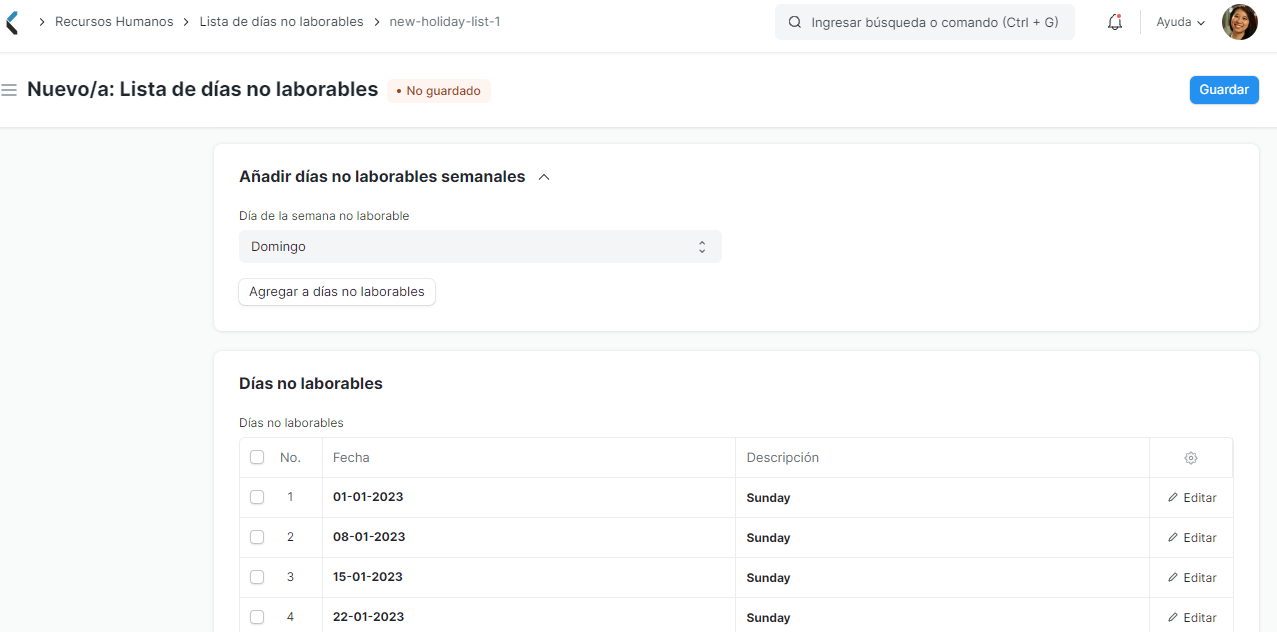 Recursos Humanos > Lista de días no laborables > new-holiday-list-1
Ingresar búsqueda o comando (Ctrl + G)
Ayuda
Nuevo/a: Lista de días no laborables
• No guardado
Guardar
Añadir días no laborables semanales
Día de la semana no laborable
Domingo
Agregar a días no laborables
Días no laborables
Días no laborables
No. Fecha Descripción
1 01-01-2023 Sunday Editar
2 08-01-2023 Sunday Editar
3 15-01-2023 Sunday Editar
4 22-01-2023 Sunday Editar